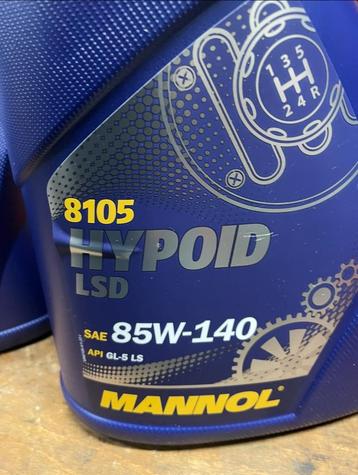 1 3 5
2 4 R
8105
HYPOID
LSD
SAE 85W-140
API GL-5 LS
MANNOL